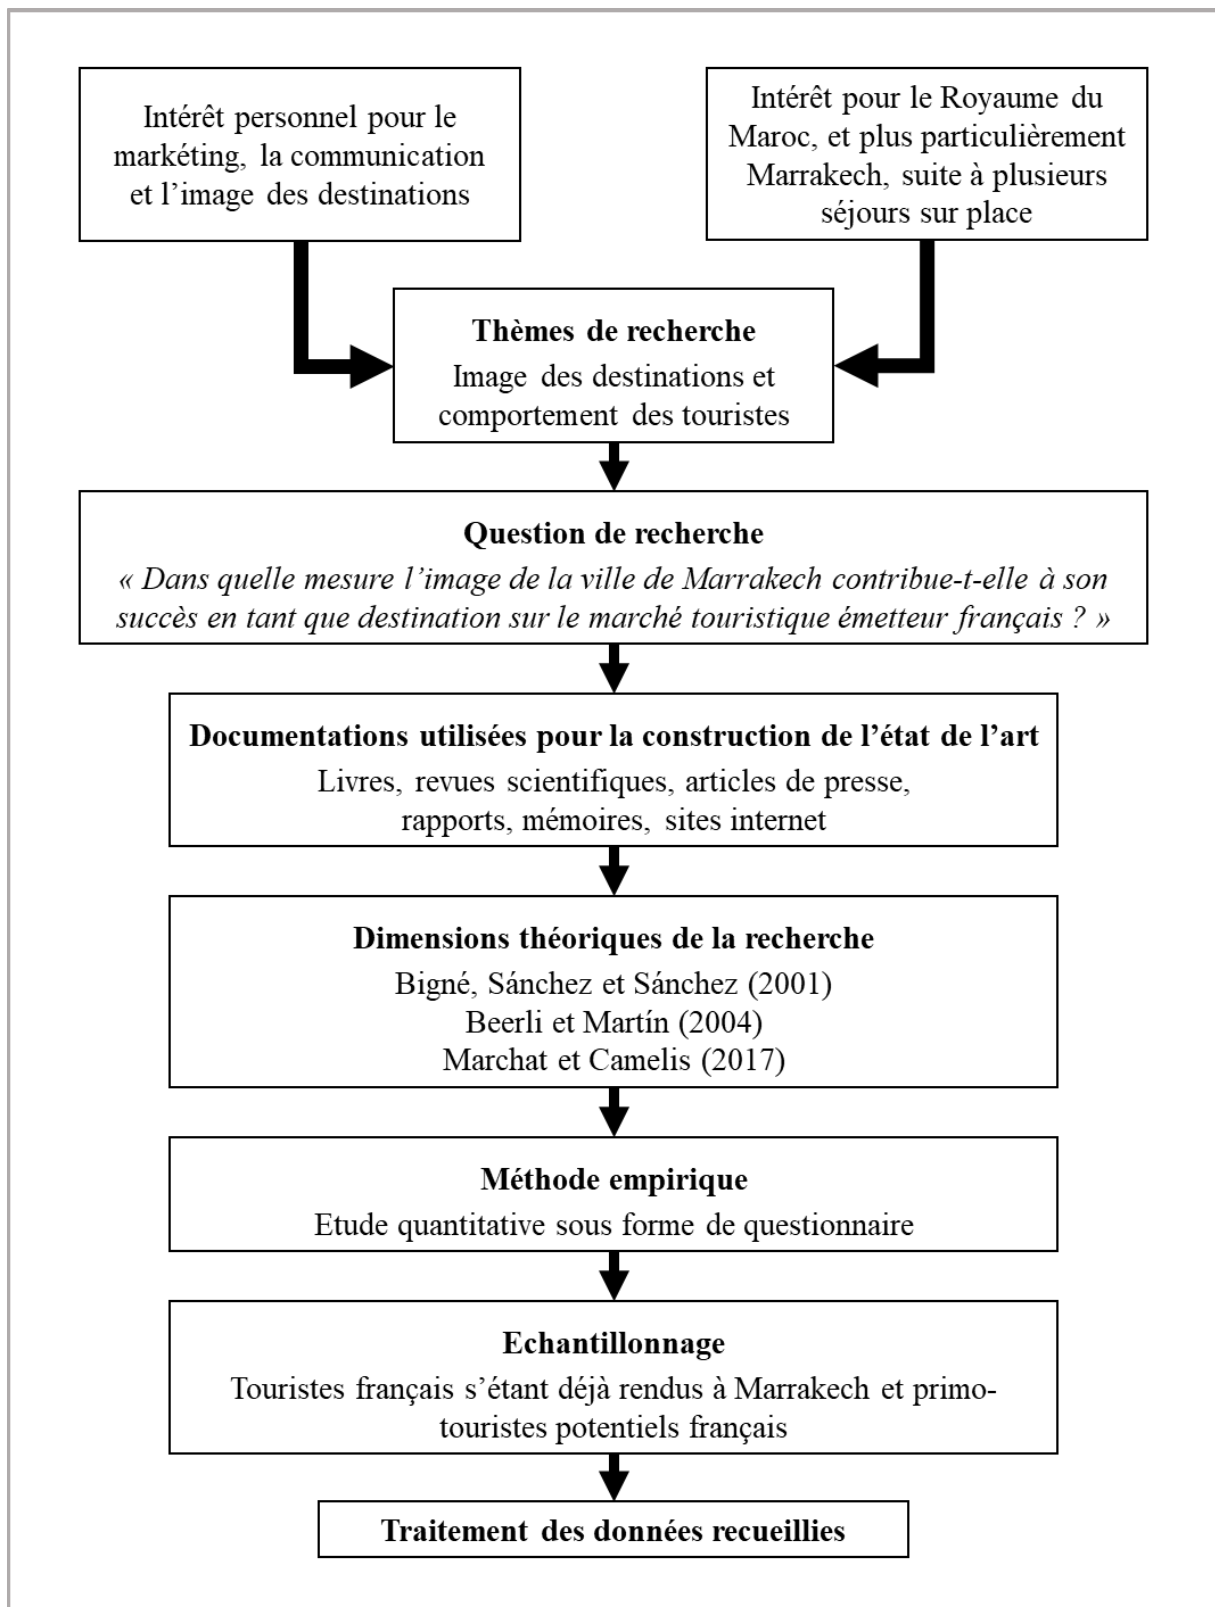 Intérêt personnel pour le
markéting, la communication
et l’image des destinations
Intérêt pour le Royaume du
Maroc, et plus particulièrement
Marrakech, suite à plusieurs
séjours sur place
Thèmes de recherche
Image des destinations et
comportement des touristes
Question de recherche
« Dans quelle mesure l’image de la ville de Marrakech contribue-t-elle à son
succès en tant que destination sur le marché touristique émetteur français ? »
Documentations utilisées pour la construction de l’état de l’art
Livres, revues scientifiques, articles de presse,
rapports, mémoires, sites internet
Dimensions théoriques de la recherche
Bigné, Sánchez et Sánchez (2001)
Beerli et Martín (2004)
Marchat et Camelis (2017)
Méthode empirique
Etude quantitative sous forme de questionnaire
Echantillonnage
Touristes français s’étant déjà rendus à Marrakech et primo-
touristes potentiels français
Traitement des données recueillies